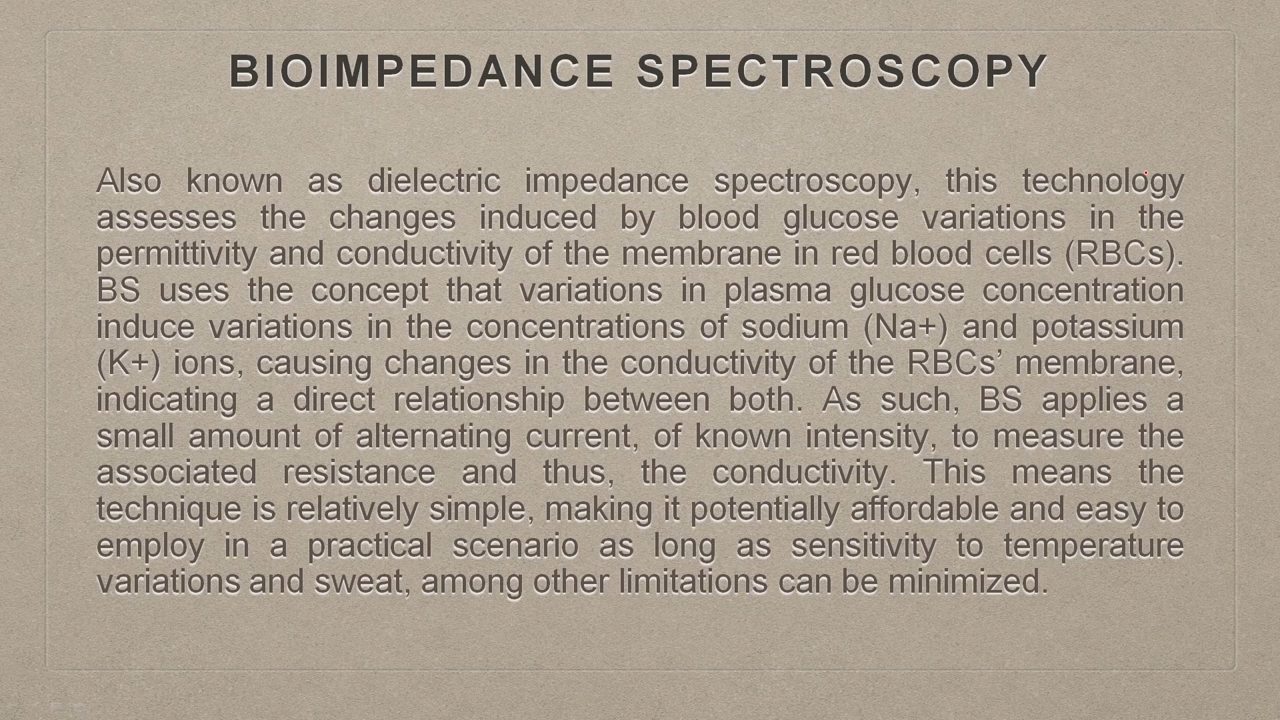 BIOIMPEDANCE SPECTROSCOPY
Also known as dielectric impedance spectroscopy, this technology
assesses the changes induced by blood glucose variations in the
permittivity and conductivity of the membrane in red blood cells (RBCs).
BS uses the concept that variations in plasma glucose concentration
induce variations in the concentrations of sodium (Na+) and potassium
(K+) ions, causing changes in the conductivity of the RBCs’ membrane,
indicating a direct relationship between both. As such, BS applies a
small amount of alternating current, of known intensity, to measure the
associated resistance and thus, the conductivity. This means the
technique is relatively simple, making it potentially affordable and easy to
employ in a practical scenario as long as sensitivity to temperature
variations and sweat, among other limitations can be minimized.